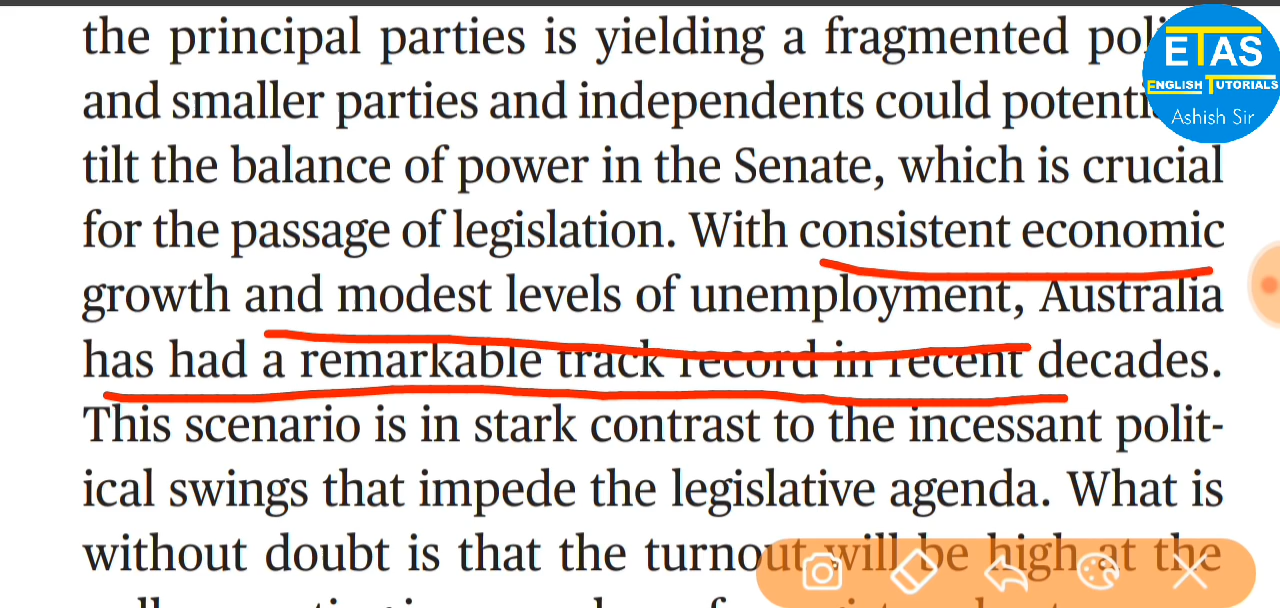 the principal parties is yielding a fragmented
and smaller parties and independents could
tilt the balance of power in the Senate, which is crucial
for the passage of legislation. With consistent economic
growth and modest levels of unemployment, Australia
has had a remarkable track record in recent decades.
This scenario is in stark contrast to the incessant polit-
ical swings that impede the legislative agenda. What is
without doubt is that the turnout will be high at the
ETAS
ENGLISH TUTORIALS
Ashish Sir